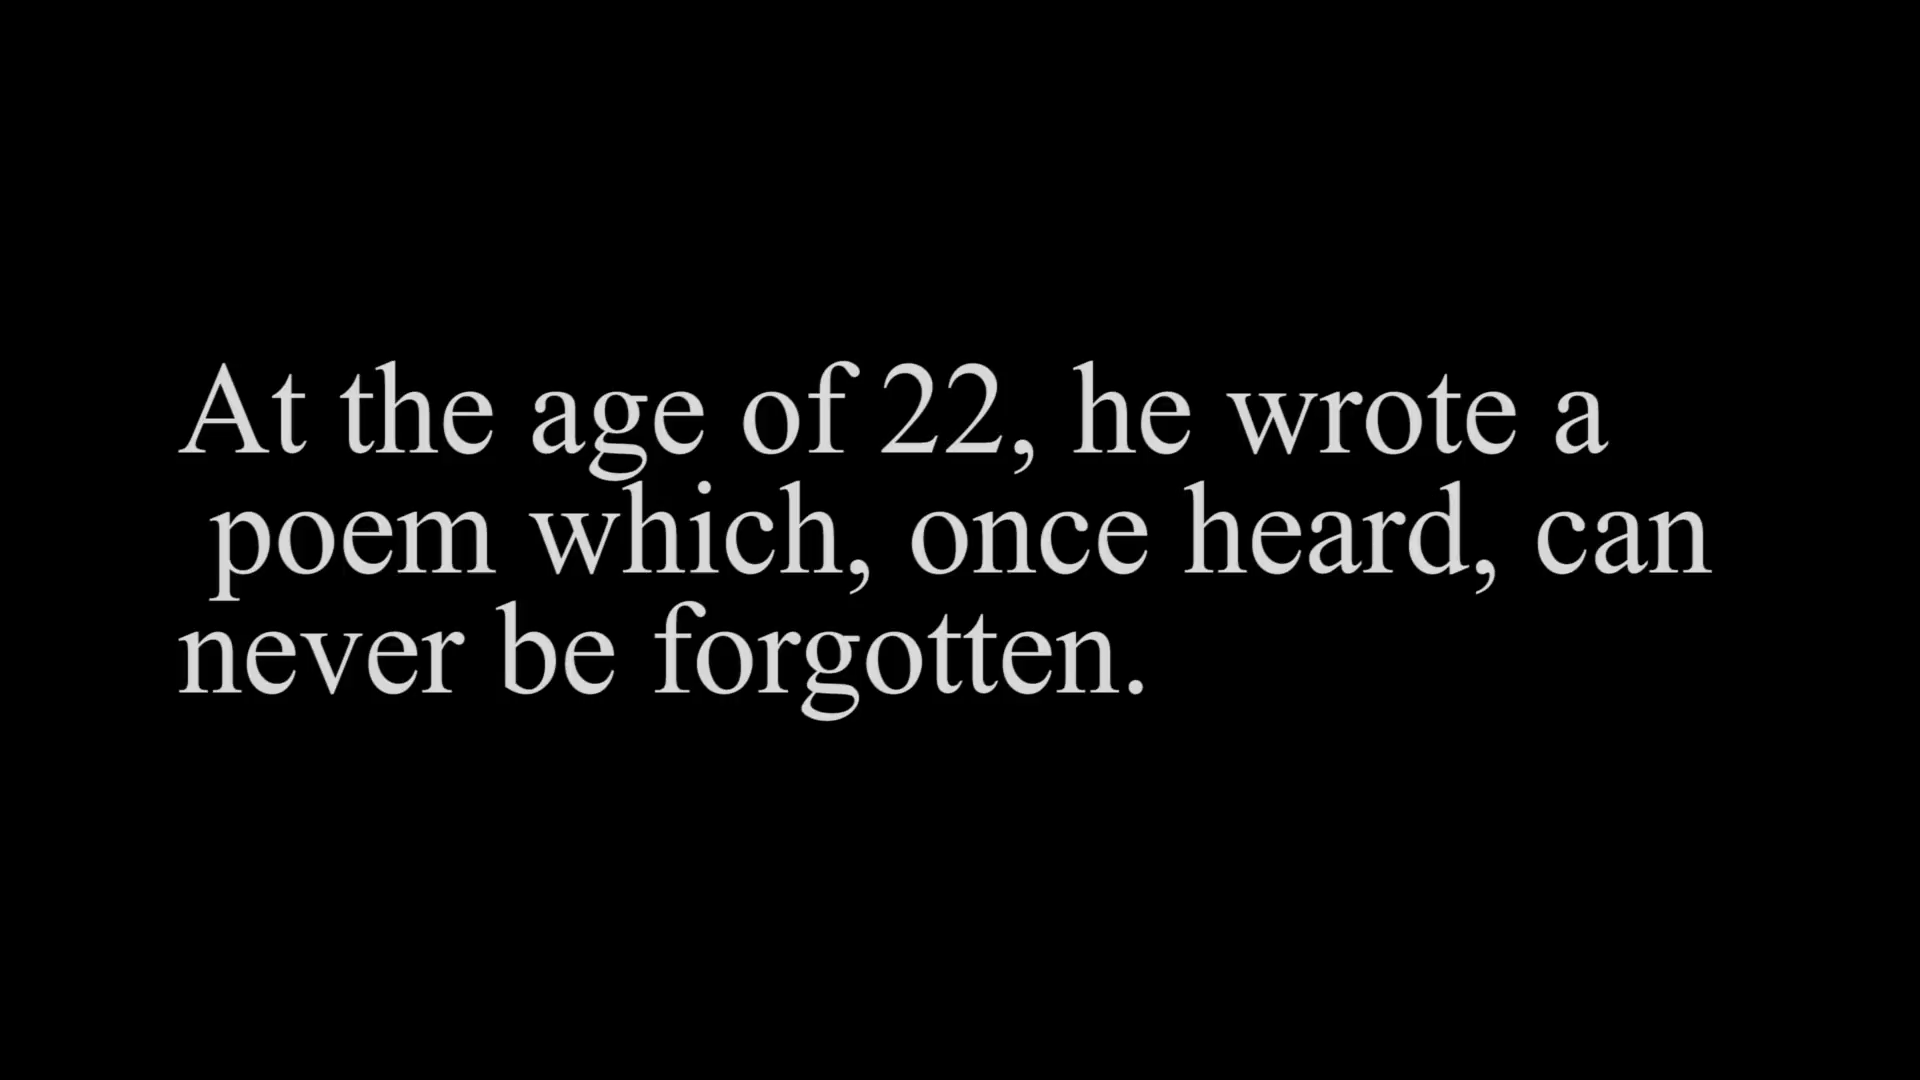 At the age of 22, he wrote a
poem which, once heard, can
never be forgotten.